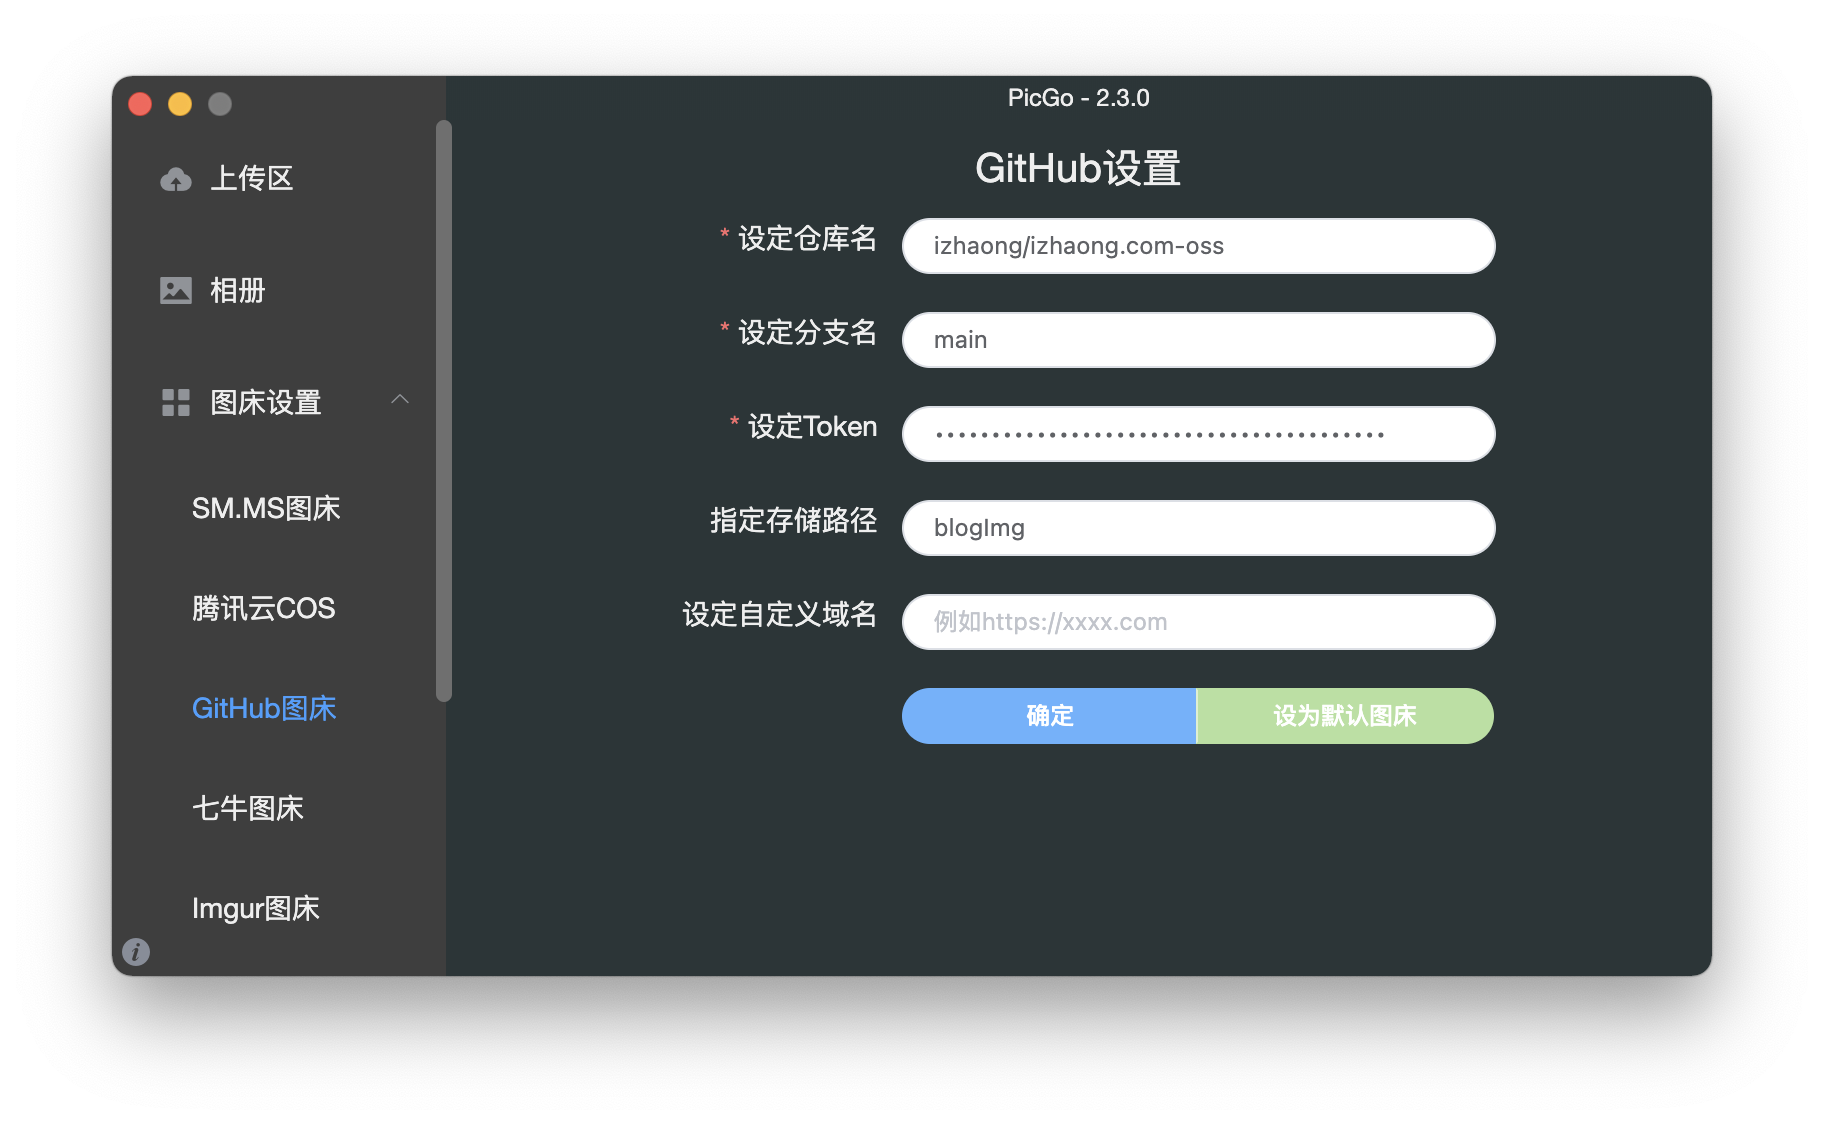 PicGo - 2.3.0
上传区
相册
图床设置
SM.MS图床
腾讯云COS
GitHub图床
七牛图床
Imgur图床
GitHub设置
* 设定仓库名
izhaong/izhaong.com-oss
* 设定分支名
main
* 设定Token
••••••••••••••••••••••••••••••••••••••••
指定存储路径
blogImg
设定自定义域名
例如https://xxxx.com
确定
设为默认图床